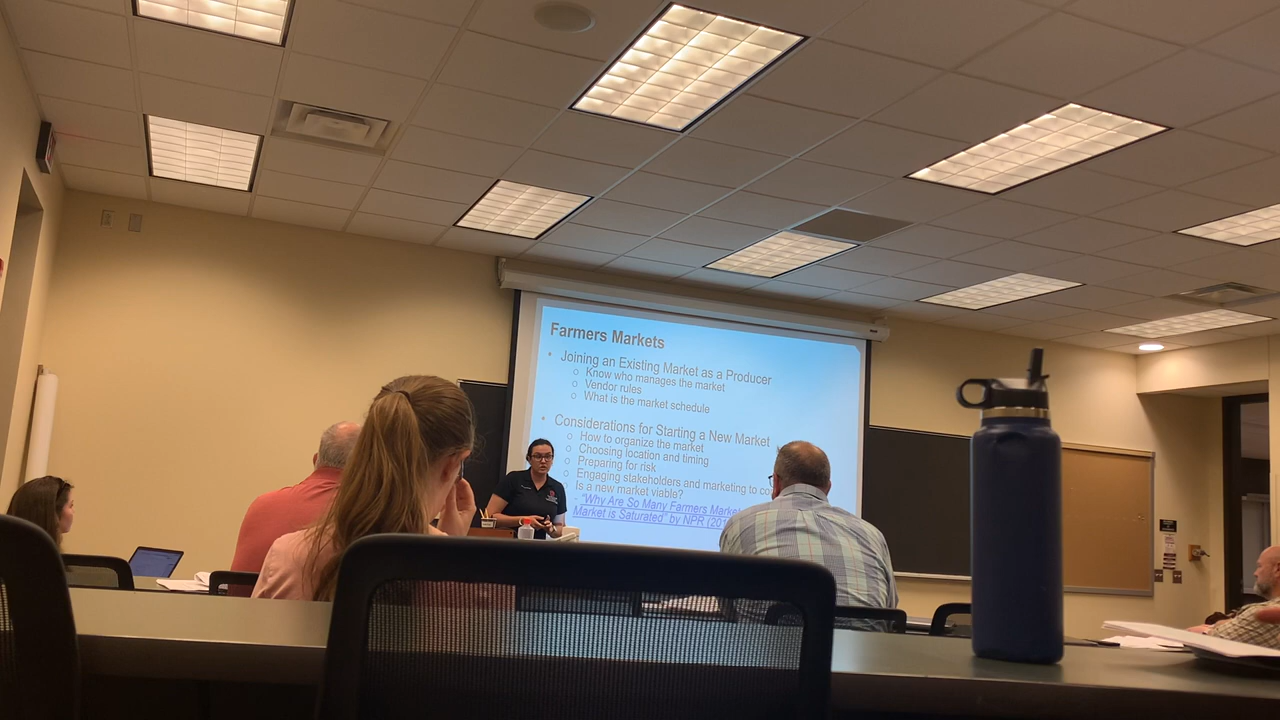 Farmers Markets
• Joining an Existing Market as a Producer
o Know who manages the market
o Vendor rules
o What is the market schedule
• Considerations for Starting a New Market
o How to organize the market
o Choosing location and timing
o Preparing for risk
o Engaging stakeholders and marketing to
o Is a new market viable?
- "Why Are So Many Farmers
Market is Saturated" by NPR